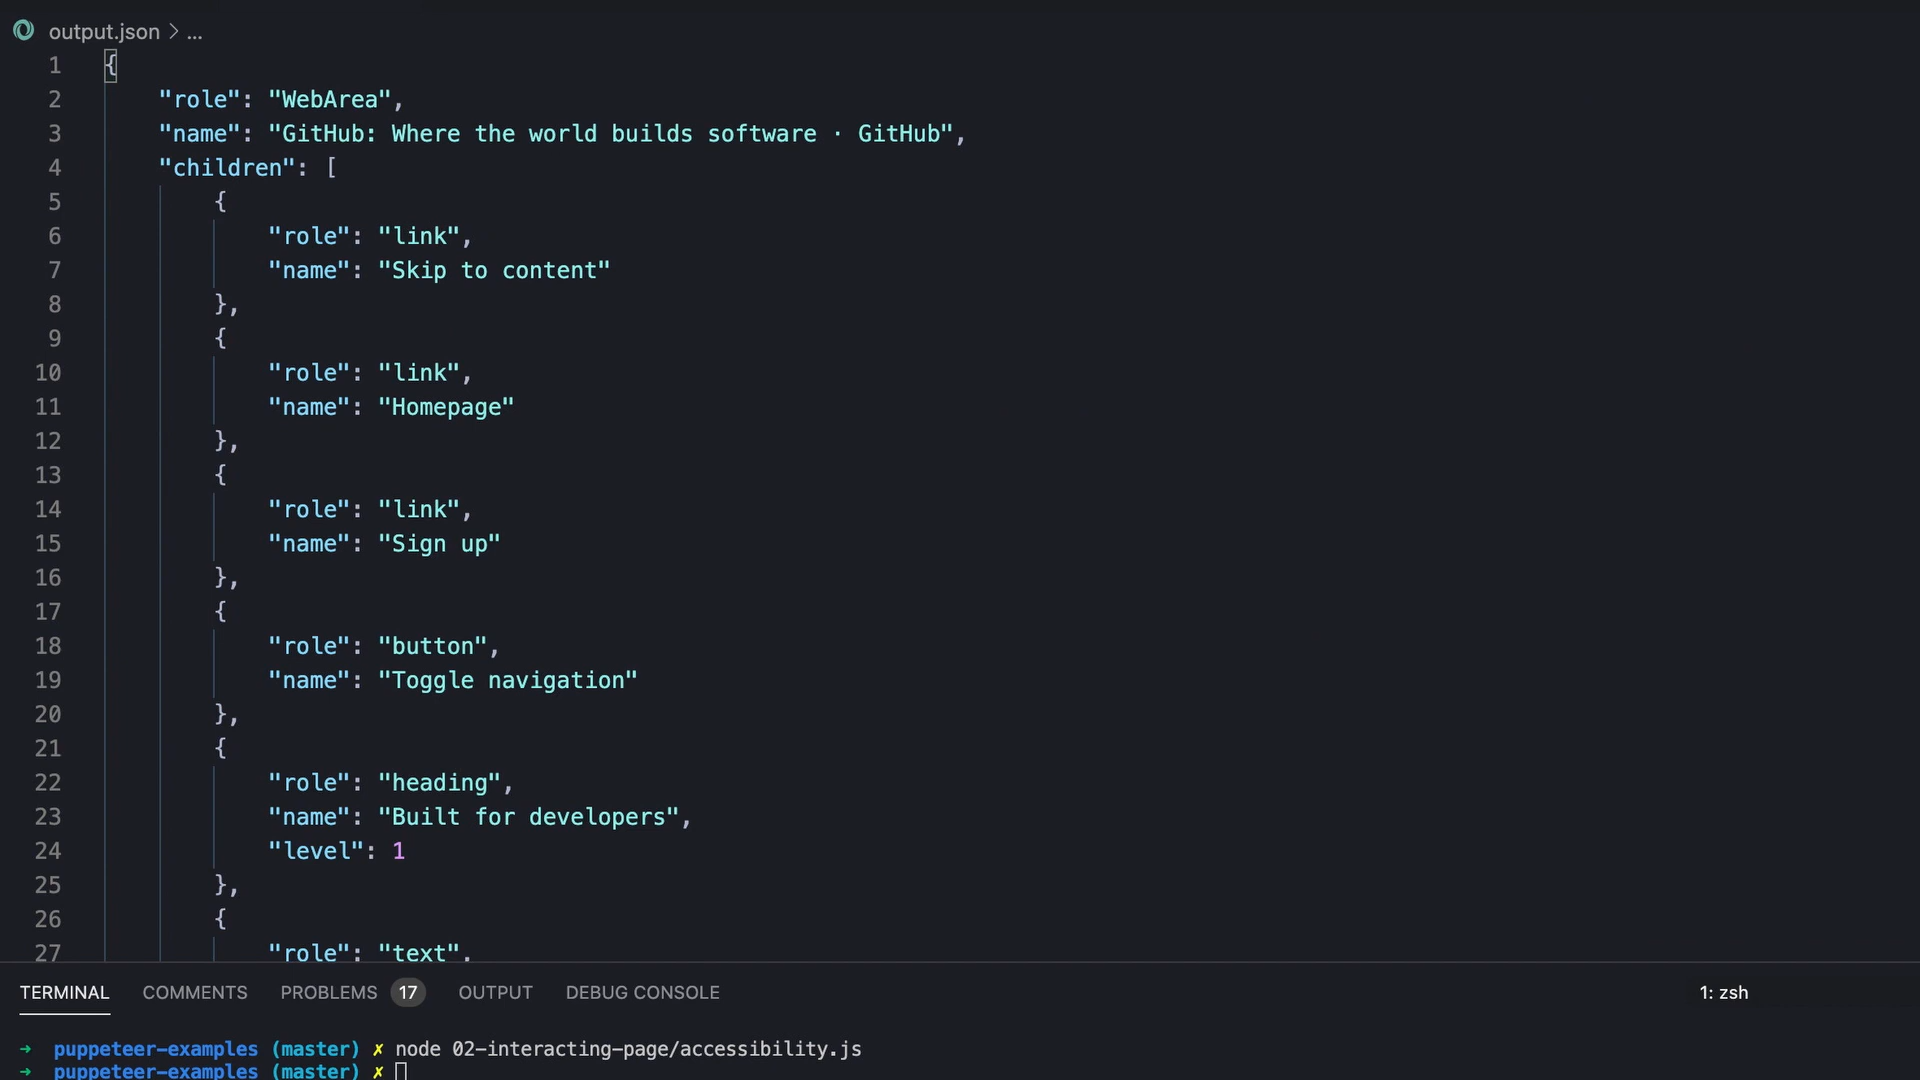 output.json > ...
1 {
2 "role": "WebArea",
3 "name": "GitHub: Where the world builds software · GitHub",
4 "children": [
5 {
6 "role": "link",
7 "name": "Skip to content"
8 },
9 {
10 "role": "link",
11 "name": "Homepage"
12 },
13 {
14 "role": "link",
15 "name": "Sign up"
16 },
17 {
18 "role": "button",
19 "name": "Toggle navigation"
20 },
21 {
22 "role": "heading",
23 "name": "Built for developers",
24 "level": 1
25 },
26 {
27 "role": "text",
TERMINAL COMMENTS PROBLEMS 17 OUTPUT DEBUG CONSOLE 1: zsh
→ puppeteer-examples (master) ✗ node 02-interacting-page/accessibility.js
→ puppeteer-examples (master) ✗